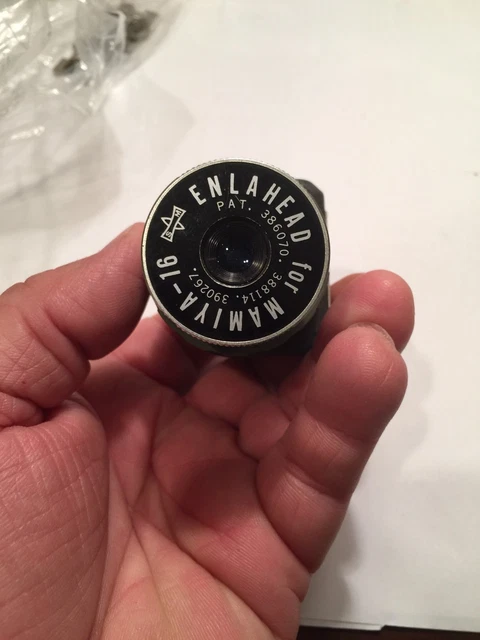 ENLAHEAD for MAMIYA-16
PAT. 386070. 388114. 390267.